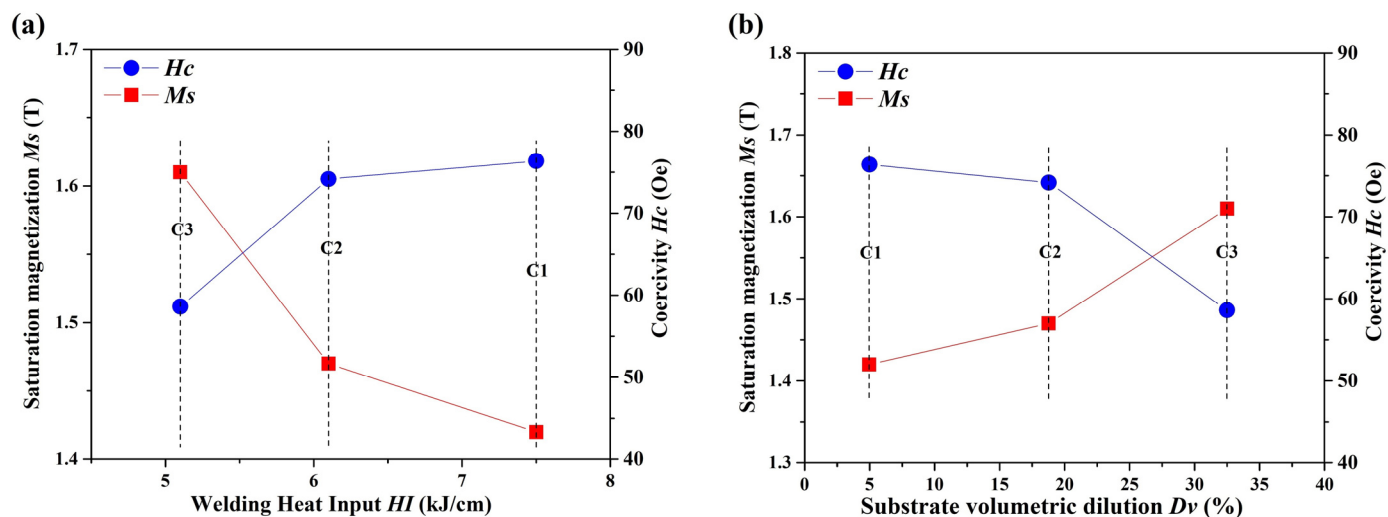 (a)
1.7
1.6
1.5
1.4
Saturation magnetization Ms (T)
Hc
Ms
C3
C2
C1
90
80
70
60
50
40
Coercivity Hc (Oe)
5
6
7
8
Welding Heat Input HI (kJ/cm)
(b)
1.8
1.7
1.6
1.5
1.4
1.3
Saturation magnetization Ms (T)
Hc
Ms
C1
C2
C3
90
80
70
60
50
40
Coercivity Hc (Oe)
0
5
10
15
20
25
30
35
40
Substrate volumetric dilution Dv (%)